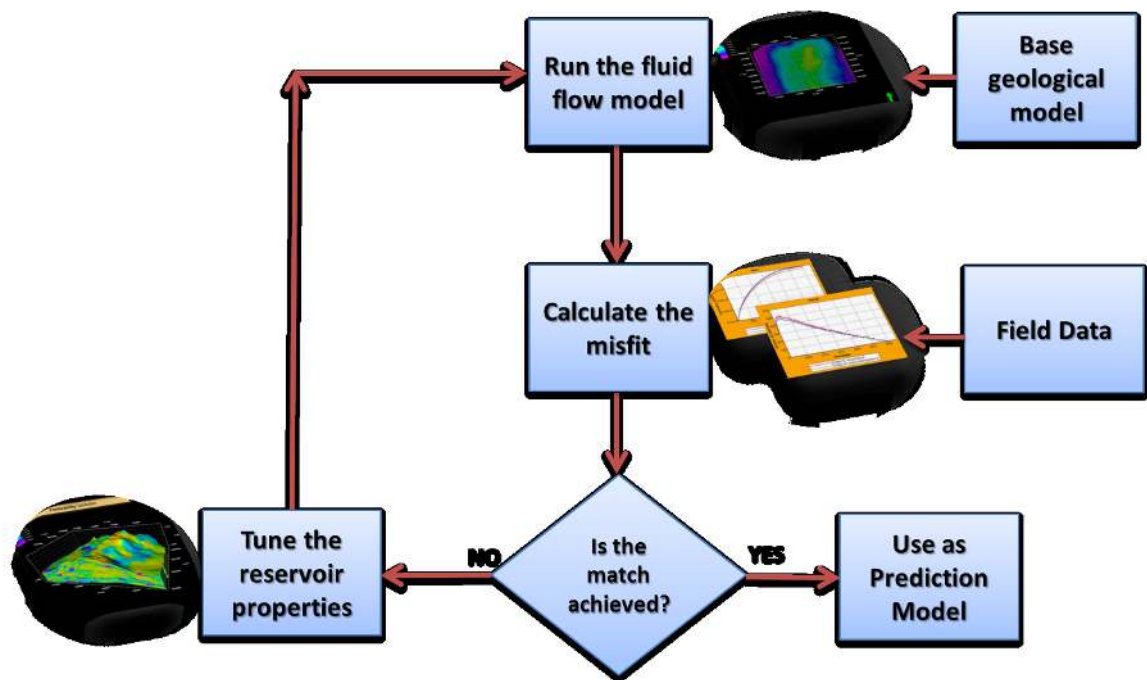 Run the fluid
flow model
Base
geological
model
Calculate the
misfit
Field Data
Is the
match
achieved?
NO
YES
Tune the
reservoir
properties
Use as
Prediction
Model